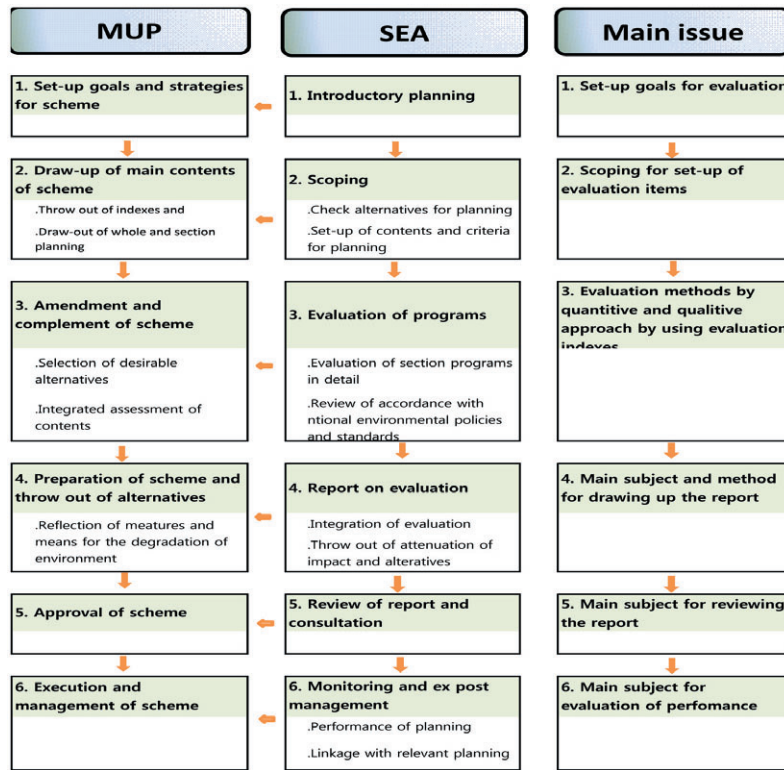 MUP
SEA
Main issue
1. Set-up goals and strategies
for scheme
1. Introductory planning
1. Set-up goals for evaluation
2. Draw-up of main contents
of scheme
.Throw out of indexes and
.Draw-out of whole and section
planning
2. Scoping
.Check alternatives for planning
.Set-up of contents and criteria
for planning
2. Scoping for set-up of
evaluation items
3. Amendment and
complement of scheme
.Selection of desirable
alternatives
.Integrated assessment of
contents
3. Evaluation of programs
.Evaluation of section programs
in detail
.Review of accordance with
ntional environmental policies
and standards
3. Evaluation methods by
quantitive and qualitive
approach by using evaluation
indexes
4. Preparation of scheme and
throw out of alternatives
.Reflection of meatures and
means for the degradation of
environment
4. Report on evaluation
.Integration of evaluation
.Throw out of attenuation of
impact and alteratives
4. Main subject and method
for drawing up the report
5. Approval of scheme
5. Review of report and
consultation
5. Main subject for reviewing
the report
6. Execution and
management of scheme
6. Monitoring and ex post
management
.Performance of planning
.Linkage with relevant planning
6. Main subject for
evaluation of perfomance